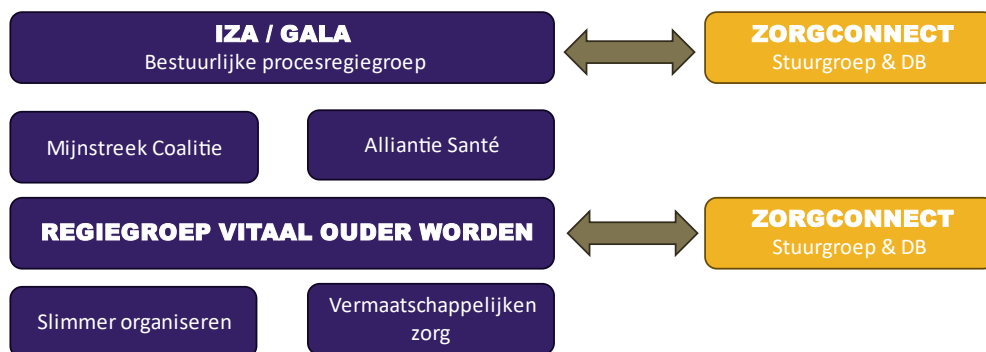 IZA / GALA
Bestuurlijke procesregiegroep
ZORGCONNECT
Stuurgroep & DB
Mijnstreek Coalitie
Alliantie Santé
REGIEGROEP VITAAL OUDER WORDEN
ZORGCONNECT
Stuurgroep & DB
Slimmer organiseren
Vermaatschappelijken
zorg